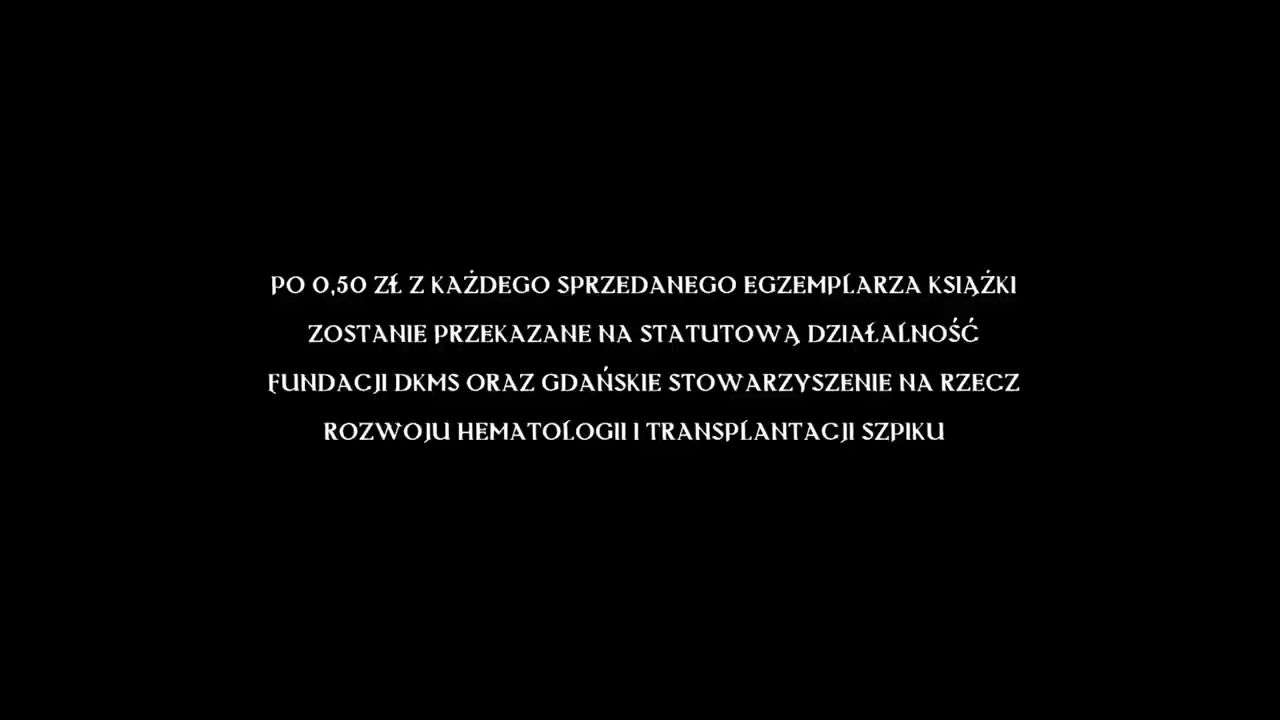 PO 0,50 ZŁ Z KAŻDEGO SPRZEDANEGO EGZEMPLARZA KSIĄŻKI
ZOSTANIE PRZEKAZANE NA STATUTOWĄ DZIAŁALNOŚĆ
FUNDACJI DKMS ORAZ GDAŃSKIE STOWARZYSZENIE NA RZECZ
ROZWOJU HEMATOLOGII I TRANSPLANTACJI SZPIKU